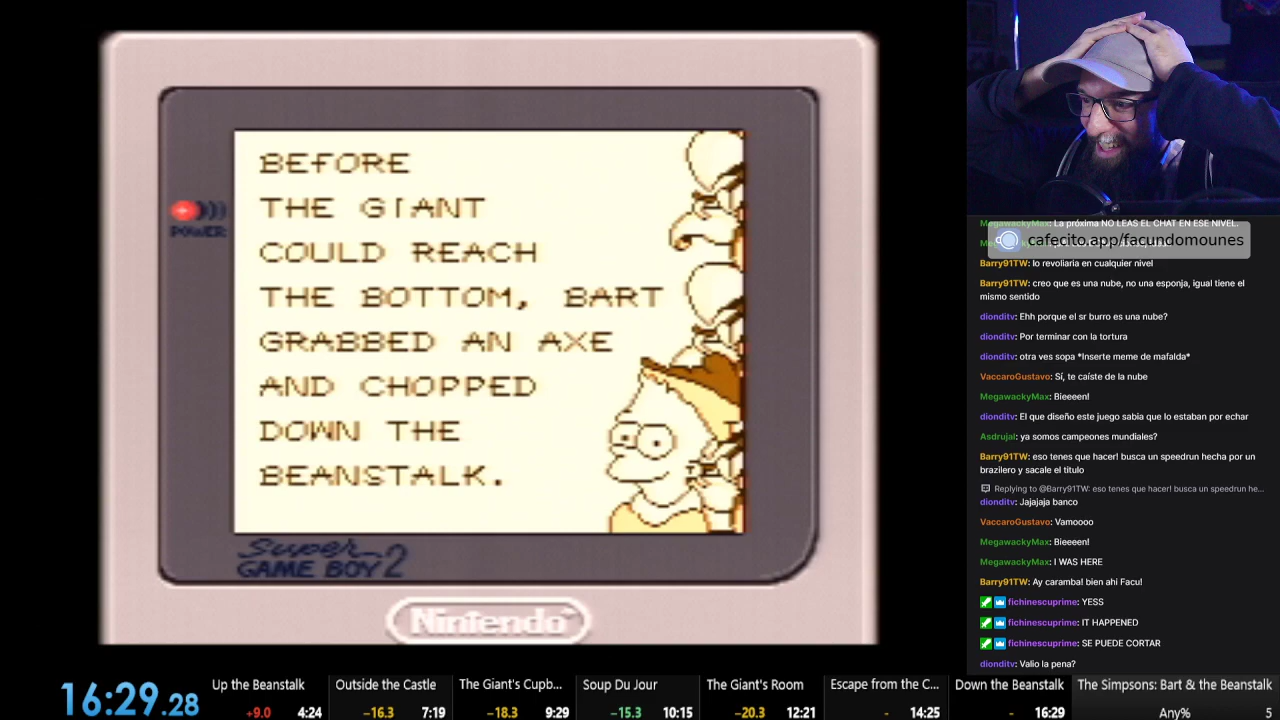 BEFORE
THE GIANT
COULD REACH
THE BOTTOM, BART
GRABBED AN AXE
AND CHOPPED
DOWN THE
BEANSTALK.
POWER
Super
GAME BOY 2
Nintendo
MegawackyMax: La próxima NO LEAS EL CHAT EN ESE NIVEL.
cafecito.app/facundomounes
Barry91TW: lo revoliaria en cualquier nivel
Barry91TW: creo que es una nube, no una esponja, igual tiene el
mismo sentido
dionditv: Ehh porque el sr burro es una nube?
dionditv: Por terminar con la tortura
dionditv: otra ves sopa *Inserte meme de mafalda*
VaccaroGustavo: Sí, te caíste de la nube
MegawackyMax: Bieeeen!
dionditv: El que diseño este juego sabia que lo estaban por echar
Asdrujal: ya somos campeones mundiales?
Barry91TW: eso tenes que hacer! busca un speedrun hecha por un
brazilero y sacale el titulo
Replying to @Barry91TW: eso tenes que hacer! busca un speedrun he...
dionditv: Jajajaja banco
VaccaroGustavo: Vamoooo
MegawackyMax: Bieeeen!
MegawackyMax: I WAS HERE
Barry91TW: Ay caramba! bien ahi Facu!
fichinescuprime: YESS
fichinescuprime: IT HAPPENED
fichinescuprime: SE PUEDE CORTAR
dionditv: Valio la pena?
16:29.28
Up the Beanstalk
+9.0 4:24
Outside the Castle
−16.3 7:19
The Giant's Cupb...
−18.3 9:29
Soup Du Jour
−15.3 10:15
The Giant's Room
−20.3 12:21
Escape from the C...
- 14:25
Down the Beanstalk
- 16:29
The Simpsons: Bart & the Beanstalk
Any% 5